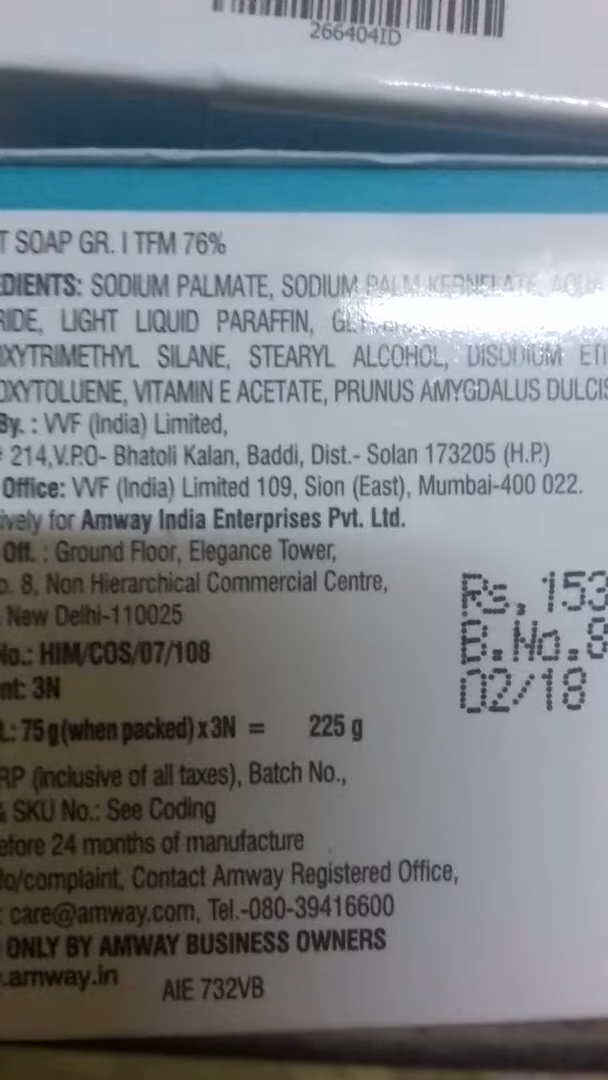 266404ID
T SOAP GR. I TFM 76%
EDIENTS: SODIUM PALMATE, SODIUM PALM KERNELATE,
RIDE, LIGHT LIQUID PARAFFIN,
OXYTRIMETHYL SILANE, STEARYL ALCOHOL, DISODIUM
OXYTOLUENE, VITAMIN E ACETATE, PRUNUS AMYGDALUS DULCIS
By. : VVF (India) Limited,
214,V.P.O- Bhatoli Kalan, Baddi, Dist.- Solan 173205 (H.P.)
Office: VVF (India) Limited 109, Sion (East), Mumbai-400 022.
ively for Amway India Enterprises Pvt. Ltd.
Off. : Ground Floor, Elegance Tower,
o. 8, Non Hierarchical Commercial Centre,
New Delhi-110025
No.: HIM/COS/07/108
nt: 3N
.: 75 g (when packed) x 3N = 225 g
RP (inclusive of all taxes), Batch No.,
& SKU No.: See Coding
efore 24 months of manufacture
fo/complaint, Contact Amway Registered Office,
: care@amway.com, Tel.-080-39416600
ONLY BY AMWAY BUSINESS OWNERS
.amway.in
AIE 732VB
Rs. 153
B.No.8
02/18